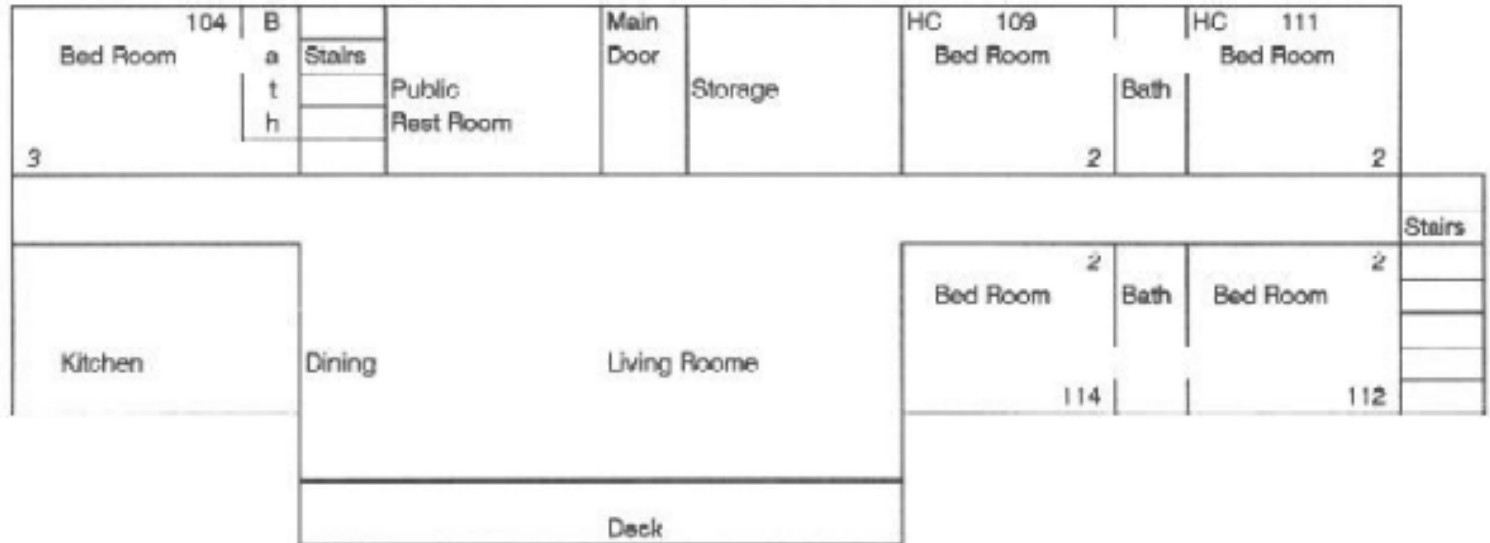 104 B Main HC 109 HC 111
Bed Room a Stairs Door Bed Room Bed Room
t Public Storage Bath
h Rest Room
3 2 2
Stairs
2 2
Bed Room Bath Bed Room
Kitchen Dining Living Roome
114 112
Deck